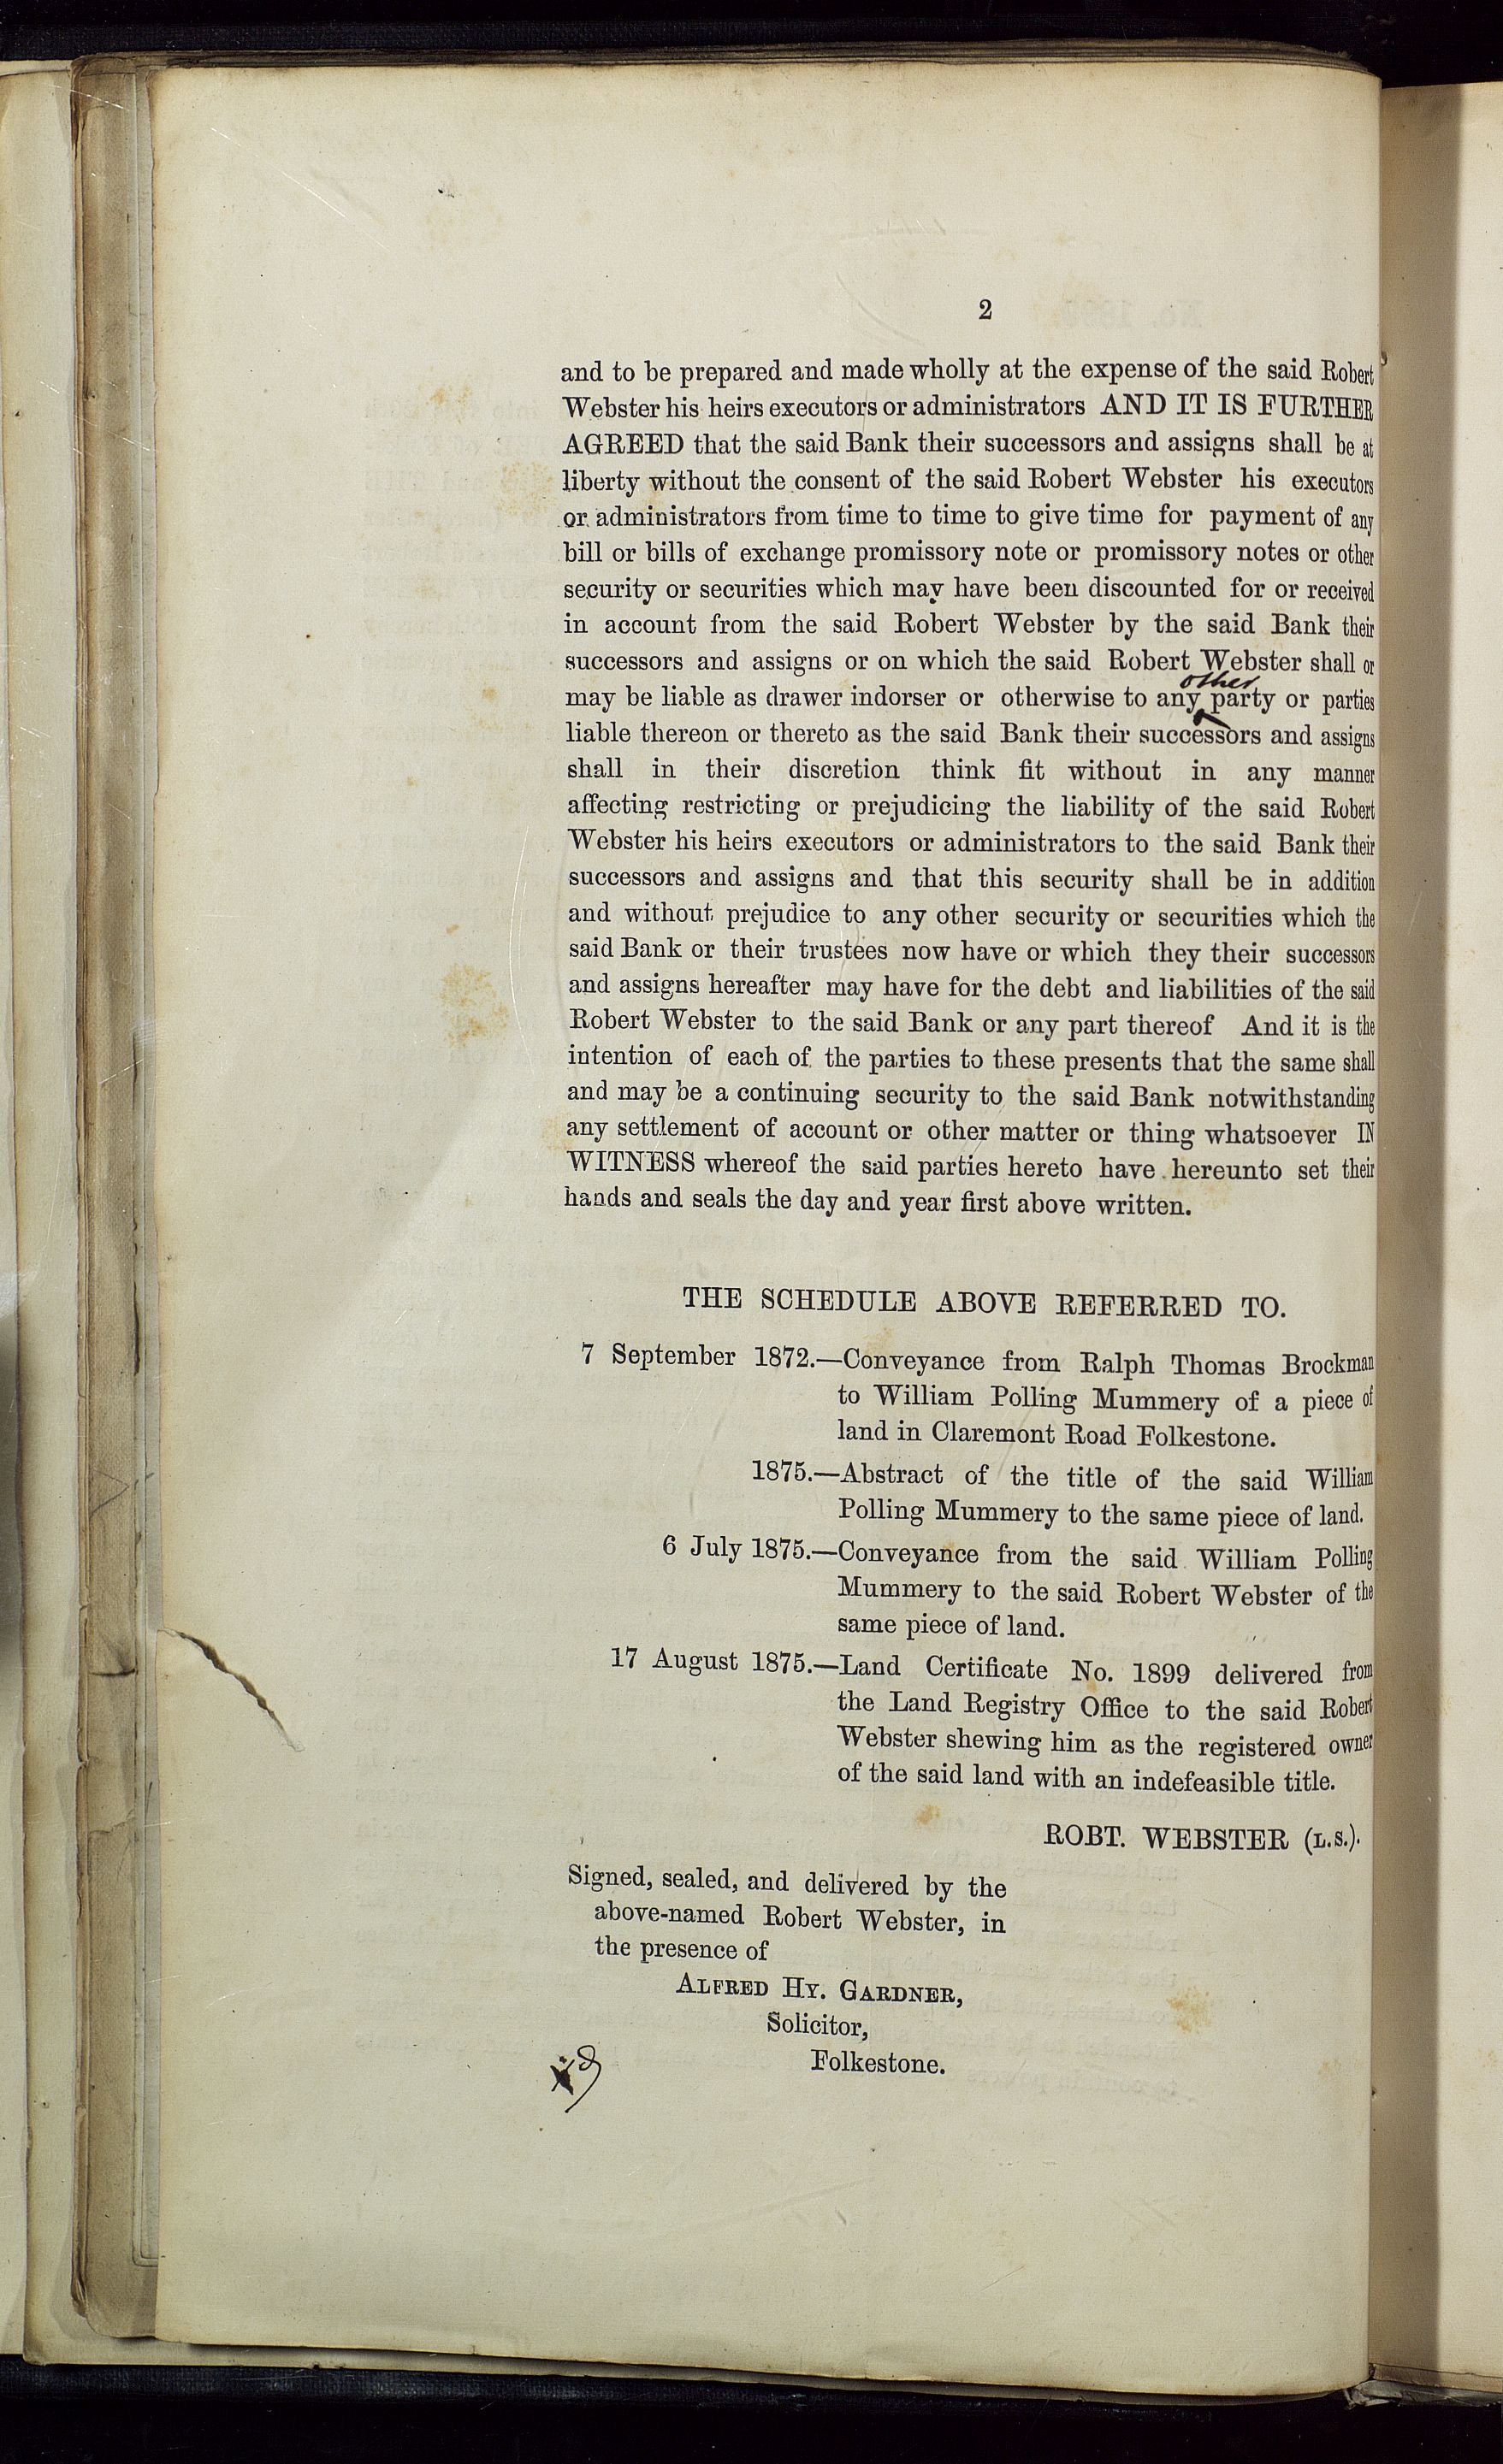 2
and to be prepared and made wholly at the expense of the said Robert
Webster his heirs executors or administrators AND IT IS FURTHER
AGREED that the said Bank their successors and assigns shall be at
liberty without the consent of the said Robert Webster his executors
or administrators from time to time to give time for payment of any
bill or bills of exchange promissory note or promissory notes or other
security or securities which may have been discounted for or received
in account from the said Robert Webster by the said Bank their
successors and assigns or on which the said Robert Webster shall or
may be liable as drawer indorser or otherwise to any other party or parties
liable thereon or thereto as the said Bank their successors and assigns
shall in their discretion think fit without in any manner
affecting restricting or prejudicing the liability of the said Robert
Webster his heirs executors or administrators to the said Bank their
successors and assigns and that this security shall be in addition
and without prejudice to any other security or securities which the
said Bank or their trustees now have or which they their successors
and assigns hereafter may have for the debt and liabilities of the said
Robert Webster to the said Bank or any part thereof And it is the
intention of each of the parties to these presents that the same shall
and may be a continuing security to the said Bank notwithstanding
any settlement of account or other matter or thing whatsoever IN
WITNESS whereof the said parties hereto have hereunto set their
hands and seals the day and year first above written.
THE SCHEDULE ABOVE REFERRED TO.
7 September 1872.—Conveyance from Ralph Thomas Brockman
to William Polling Mummery of a piece of
land in Claremont Road Folkestone.
1875.—Abstract of the title of the said William
Polling Mummery to the same piece of land.
6 July 1875.—Conveyance from the said William Polling
Mummery to the said Robert Webster of the
same piece of land.
17 August 1875.—Land Certificate No. 1899 delivered from
the Land Registry Office to the said Robert
Webster shewing him as the registered owner
of the said land with an indefeasible title.
ROBT. WEBSTER (L.S.).
Signed, sealed, and delivered by the
above-named Robert Webster, in
the presence of
ALFRED HY. GARDNER,
Solicitor,
Folkestone.